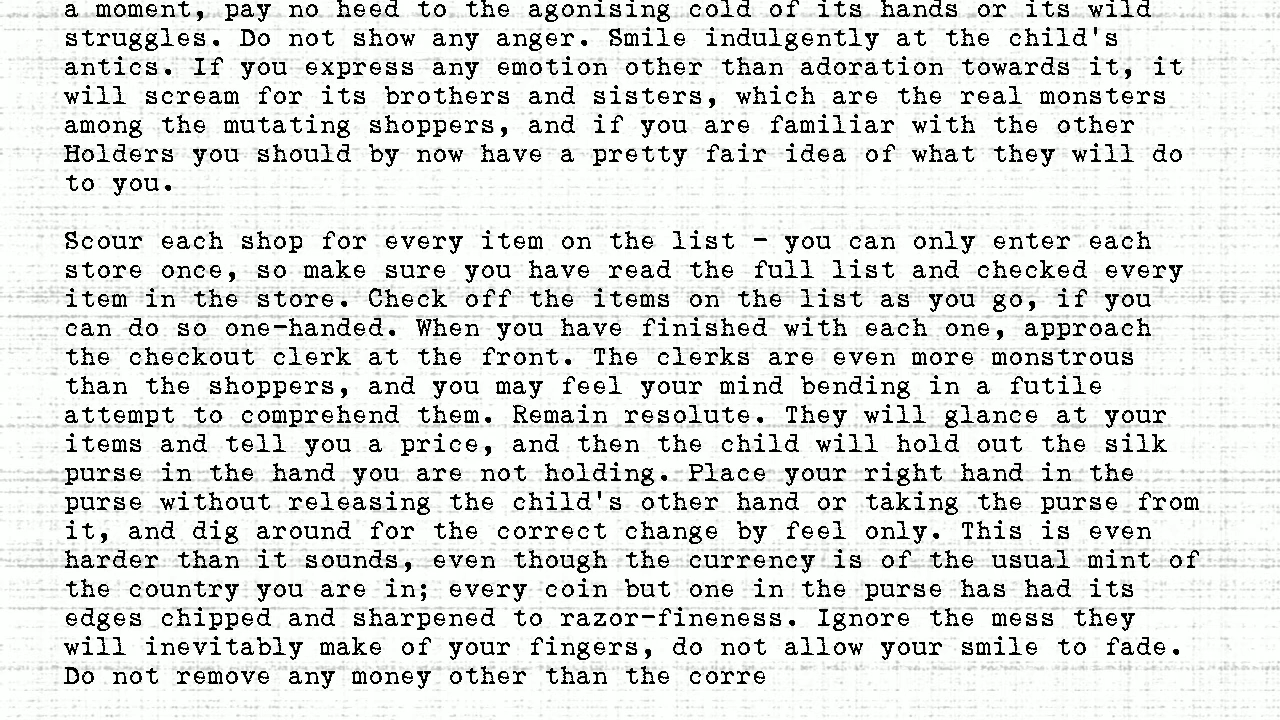 a moment, pay no heed to the agonising cold of its hands or its wild
struggles. Do not show any anger. Smile indulgently at the child's
antics. If you express any emotion other than adoration towards it, it
will scream for its brothers and sisters, which are the real monsters
among the mutating shoppers, and if you are familiar with the other
Holders you should by now have a pretty fair idea of what they will do
to you.

Scour each shop for every item on the list - you can only enter each
store once, so make sure you have read the full list and checked every
item in the store. Check off the items on the list as you go, if you
can do so one-handed. When you have finished with each one, approach
the checkout clerk at the front. The clerks are even more monstrous
than the shoppers, and you may feel your mind bending in a futile
attempt to comprehend them. Remain resolute. They will glance at your
items and tell you a price, and then the child will hold out the silk
purse in the hand you are not holding. Place your right hand in the
purse without releasing the child's other hand or taking the purse from
it, and dig around for the correct change by feel only. This is even
harder than it sounds, even though the currency is of the usual mint of
the country you are in; every coin but one in the purse has had its
edges chipped and sharpened to razor-fineness. Ignore the mess they
will inevitably make of your fingers, do not allow your smile to fade.
Do not remove any money other than the corre